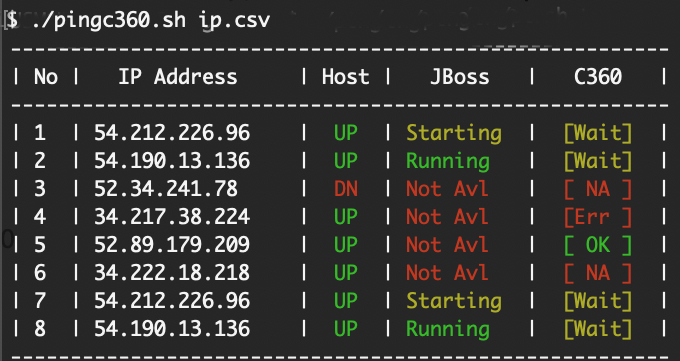 $ ./pingc360.sh ip.csv
------------------------------------------------------
| No | IP Address | Host | JBoss | C360 |
------------------------------------------------------
| 1 | 54.212.226.96 | UP | Starting | [Wait] |
| 2 | 54.190.13.136 | UP | Running | [Wait] |
| 3 | 52.34.241.78 | DN | Not Avl | [ NA ] |
| 4 | 34.217.38.224 | UP | Not Avl | [Err ] |
| 5 | 52.89.179.209 | UP | Not Avl | [ OK ] |
| 6 | 34.222.18.218 | UP | Not Avl | [ NA ] |
| 7 | 54.212.226.96 | UP | Starting | [Wait] |
| 8 | 54.190.13.136 | UP | Running | [Wait] |
------------------------------------------------------